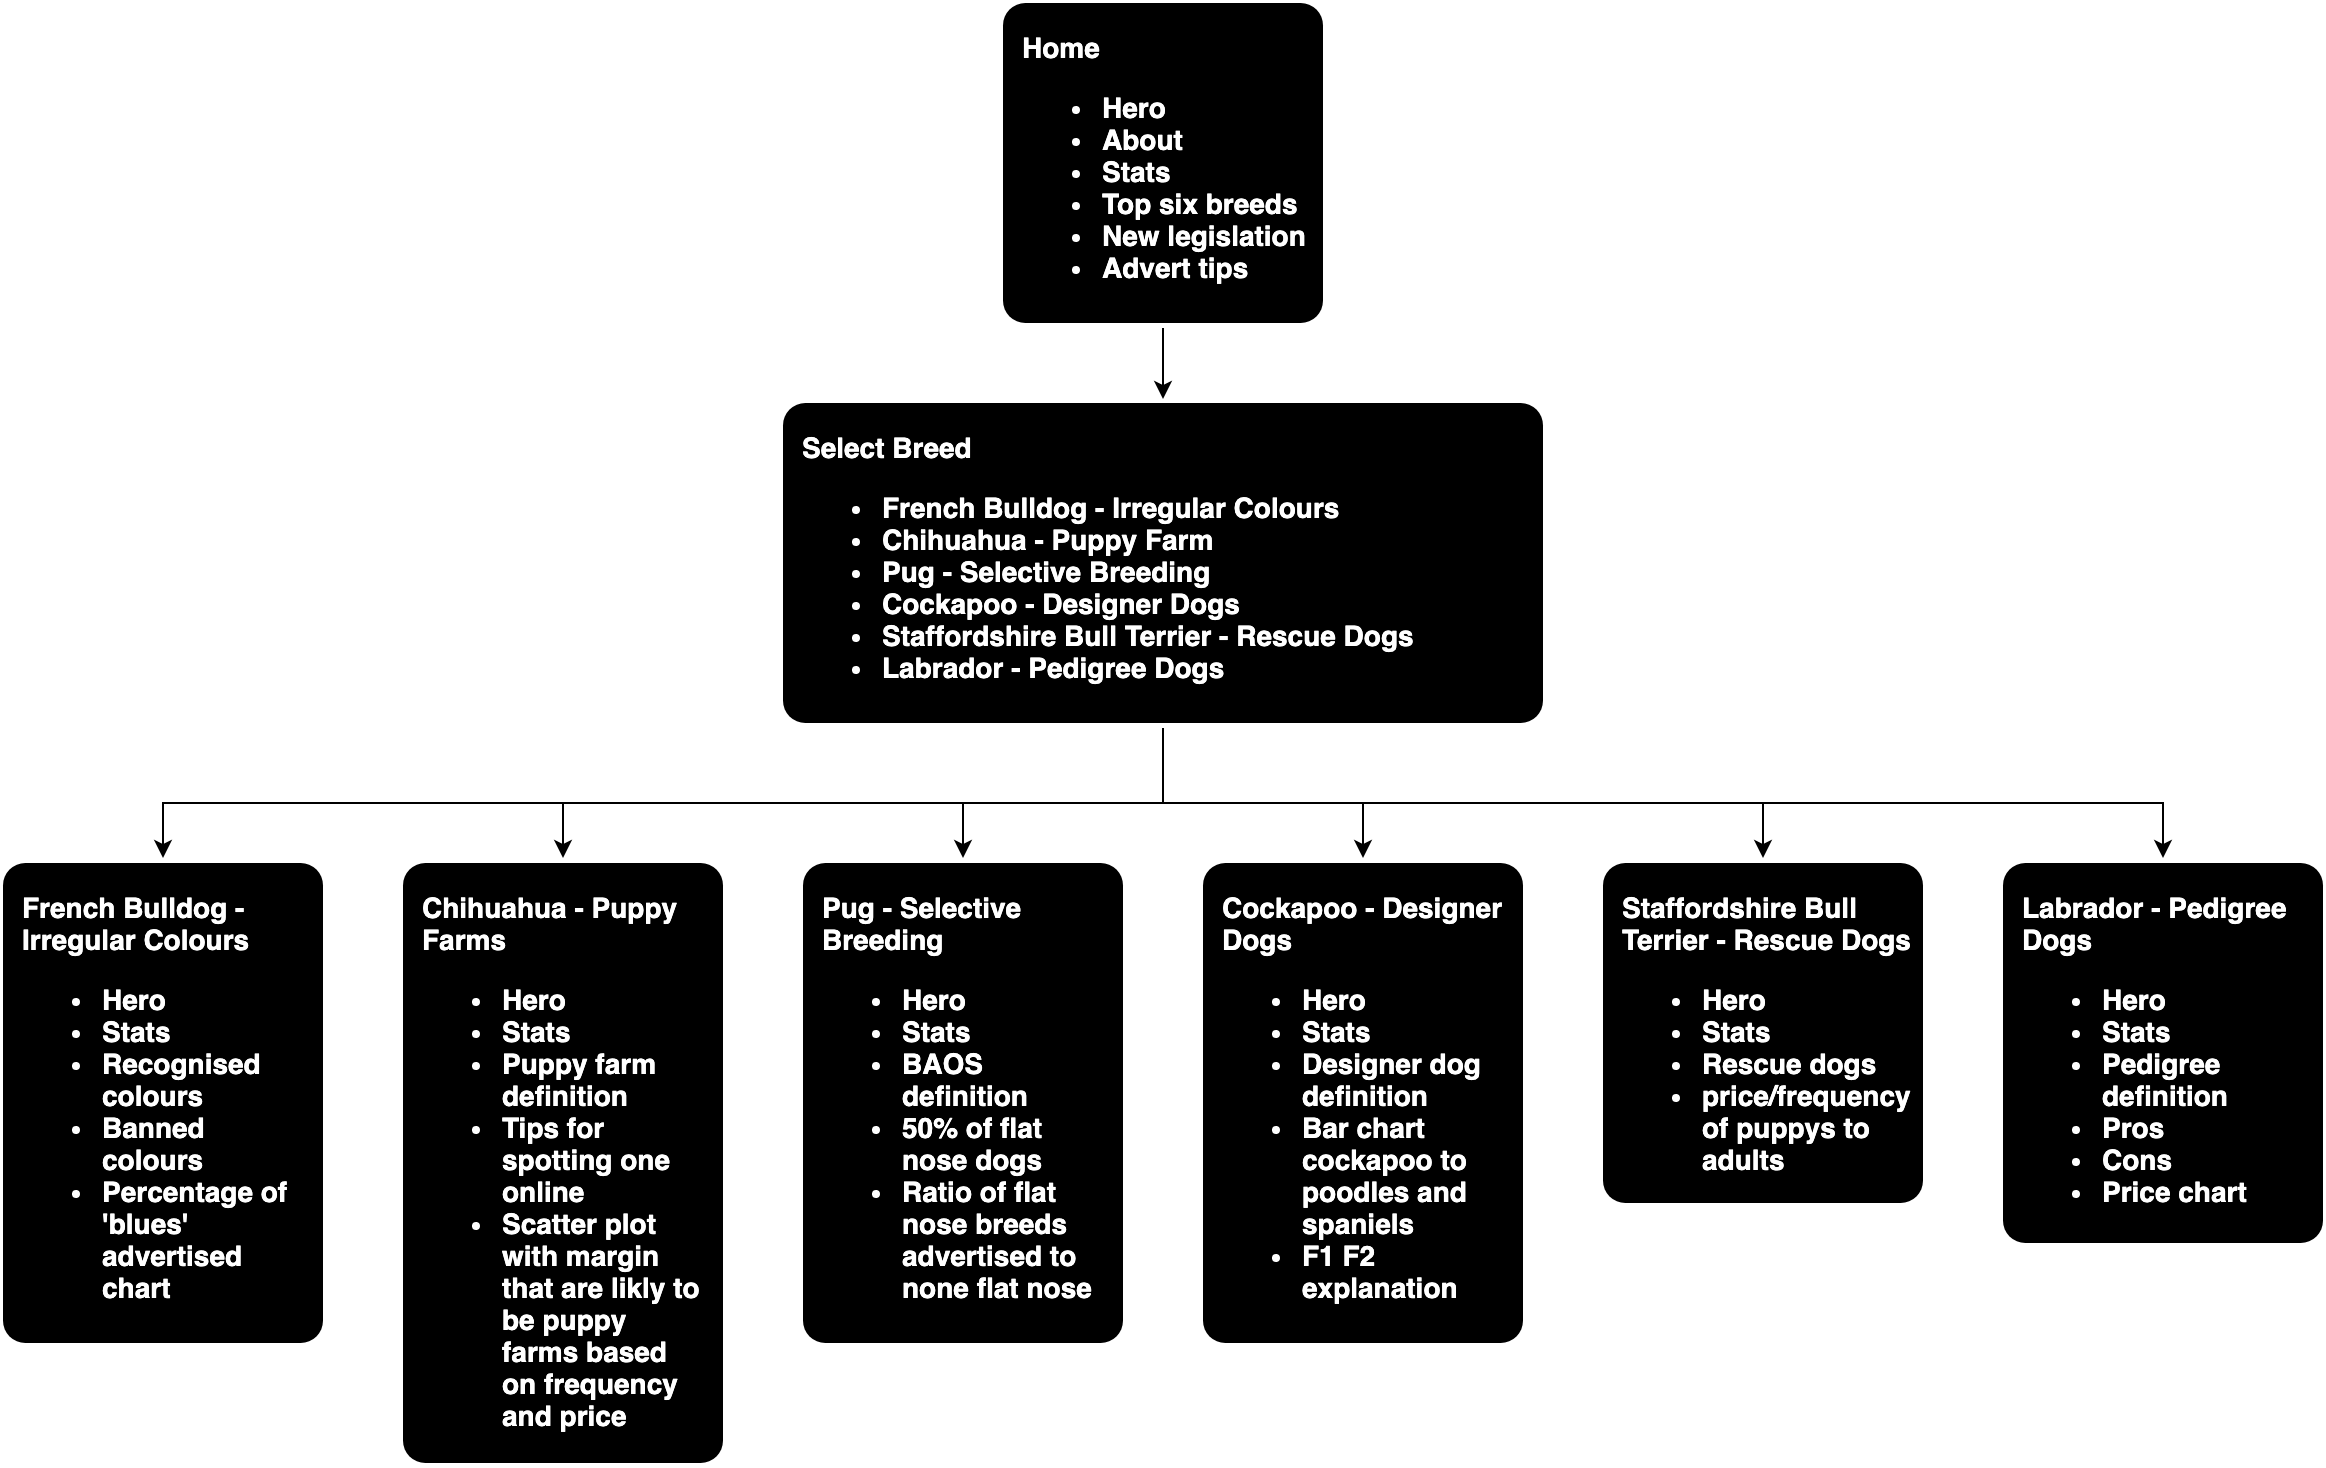 Home
Hero
About
Stats
Top six breeds
New legislation
Advert tips
Select Breed
French Bulldog - Irregular Colours
Chihuahua - Puppy Farm
Pug - Selective Breeding
Cockapoo - Designer Dogs
Staffordshire Bull Terrier - Rescue Dogs
Labrador - Pedigree Dogs
French Bulldog -
Irregular Colours
Hero
Stats
Recognised
colours
Banned
colours
Percentage of
'blues'
advertised
chart
Chihuahua - Puppy
Farms
Hero
Stats
Puppy farm
definition
Tips for
spotting one
online
Scatter plot
with margin
that are likly to
be puppy
farms based
on frequency
and price
Pug - Selective
Breeding
Hero
Stats
BAOS
definition
50% of flat
nose dogs
Ratio of flat
nose breeds
advertised to
none flat nose
Cockapoo - Designer
Dogs
Hero
Stats
Designer dog
definition
Bar chart
cockapoo to
poodles and
spaniels
F1 F2
explanation
Staffordshire Bull
Terrier - Rescue Dogs
Hero
Stats
Rescue dogs
price/frequency
of puppys to
adults
Labrador - Pedigree
Dogs
Hero
Stats
Pedigree
definition
Pros
Cons
Price chart